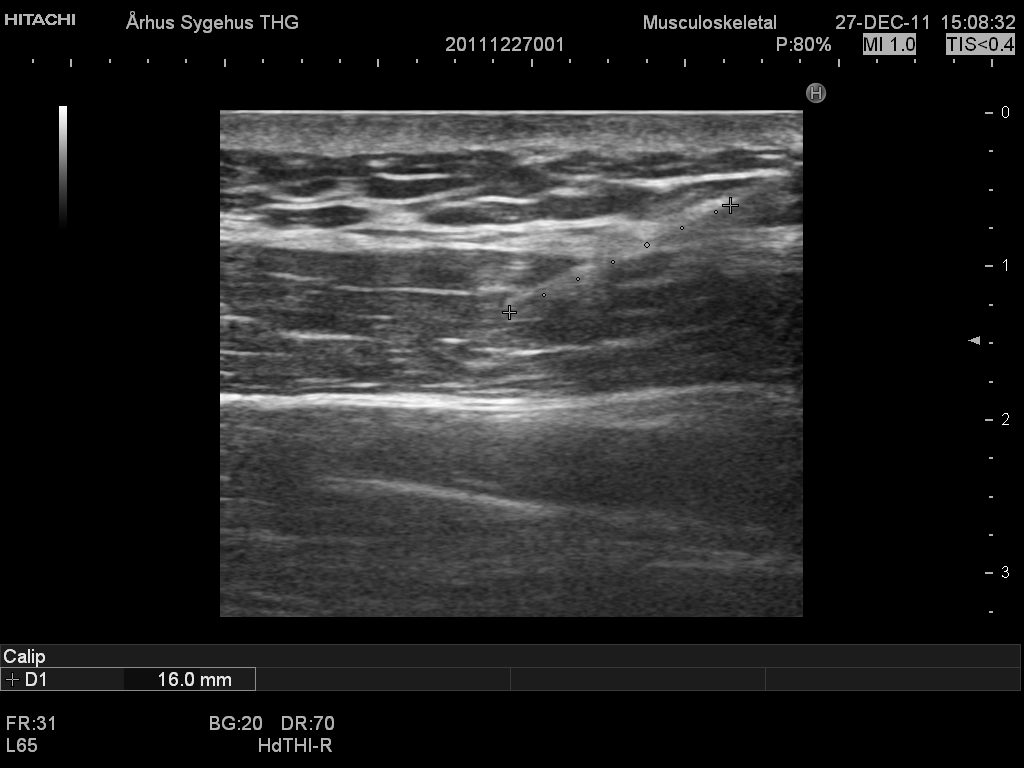 HITACHI Århus Sygehus THG Musculoskeletal 27-DEC-11 15:08:32
20111227001 P:80% MI 1.0 TIS<0.4
H
0
1
2
3
Calip
D1 16.0 mm
FR:31 BG:20 DR:70
L65 HdTHI-R